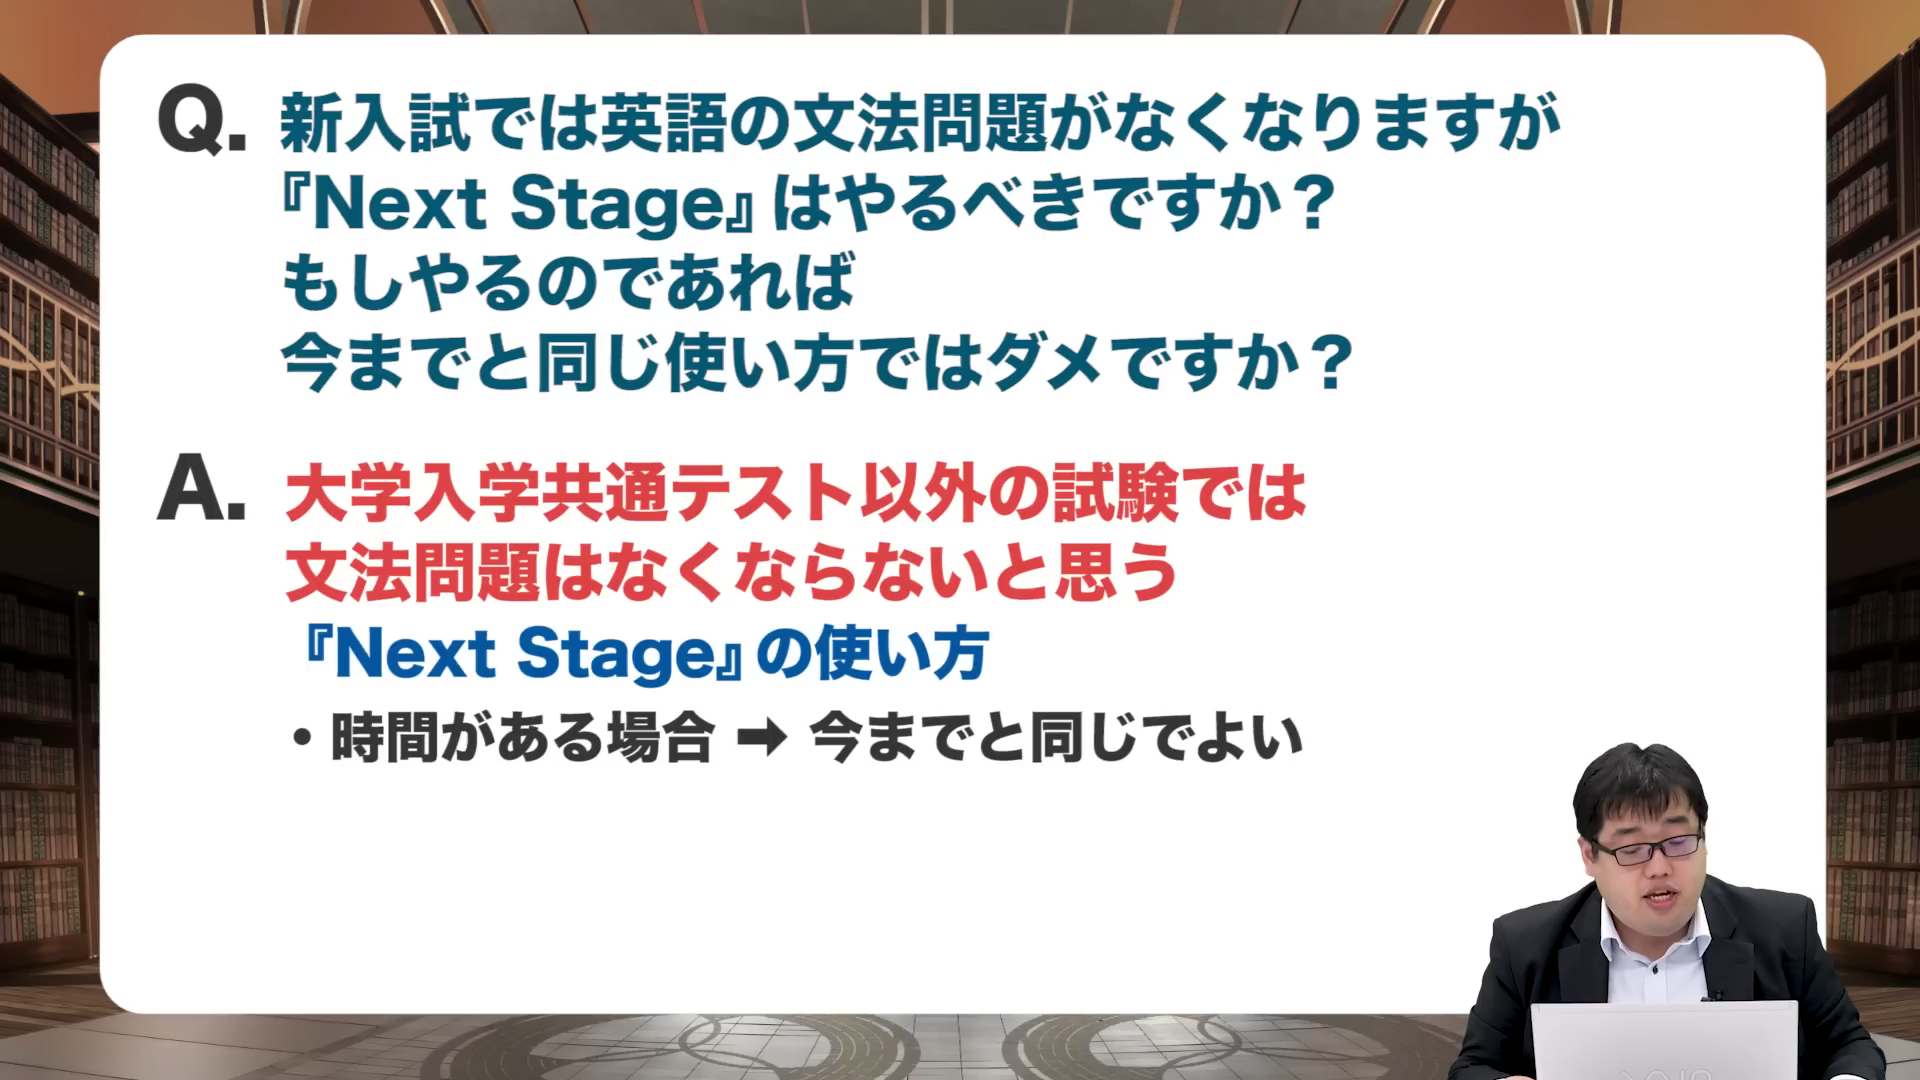 Q. 新入試では英語の文法問題がなくなりますが
『Next Stage』はやるべきですか？
もしやるのであれば
今までと同じ使い方ではダメですか？
A. 大学入学共通テスト以外の試験では
文法問題はなくならないと思う
『Next Stage』の使い方
・時間がある場合 ➡ 今までと同じでよい